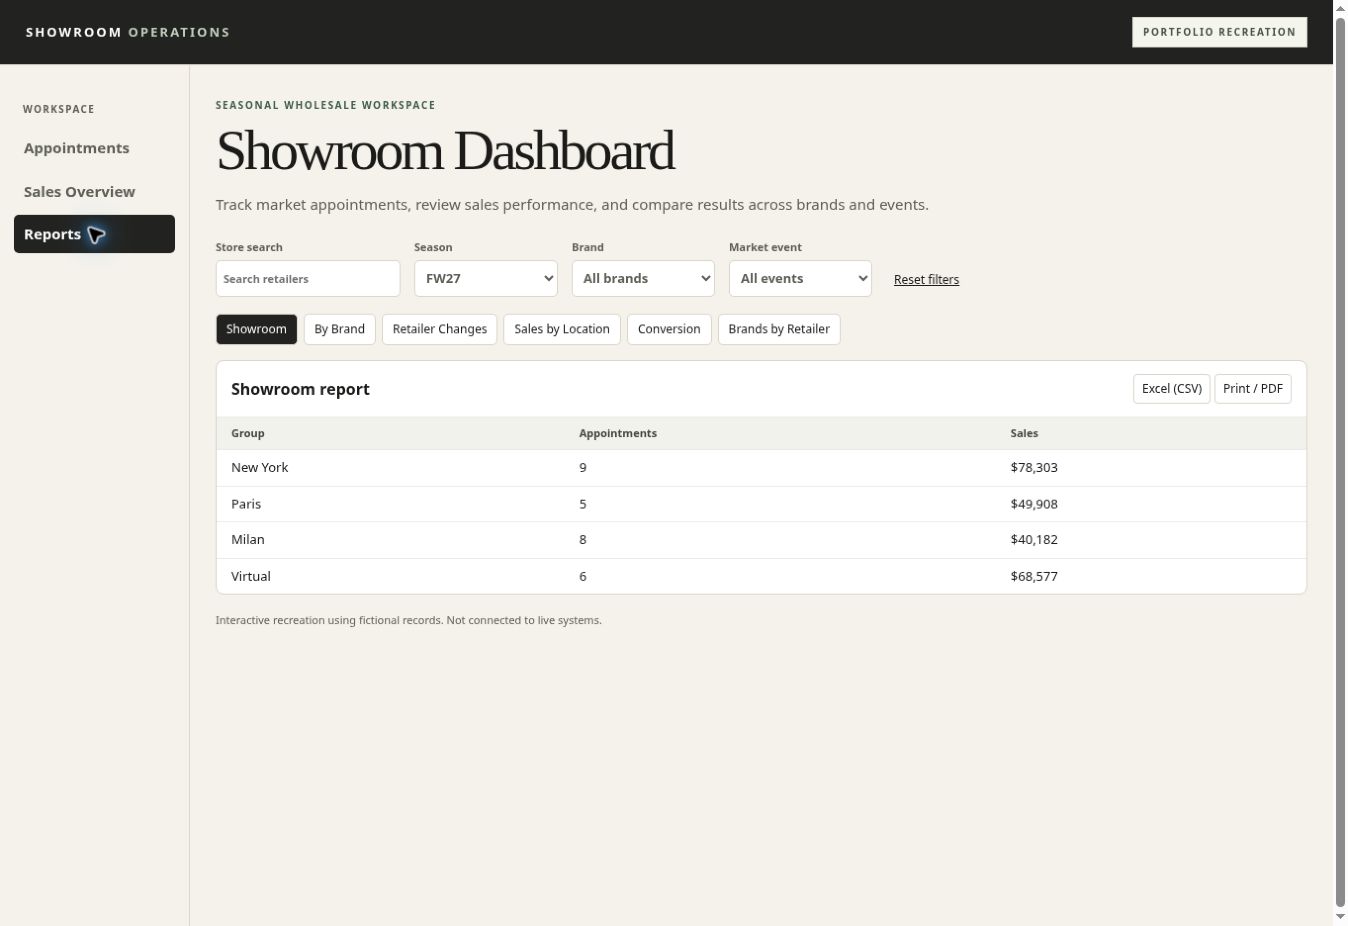 SHOWROOM OPERATIONS
PORTFOLIO RECREATION
WORKSPACE
Appointments
Sales Overview
Reports
SEASONAL WHOLESALE WORKSPACE
Showroom Dashboard
Track market appointments, review sales performance, and compare results across brands and events.
Store search Season Brand Market event
Search retailers FW27 All brands All events Reset filters
Showroom By Brand Retailer Changes Sales by Location Conversion Brands by Retailer
Showroom report Excel (CSV) Print / PDF
Group Appointments Sales
New York 9 $78,303
Paris 5 $49,908
Milan 8 $40,182
Virtual 6 $68,577
Interactive recreation using fictional records. Not connected to live systems.